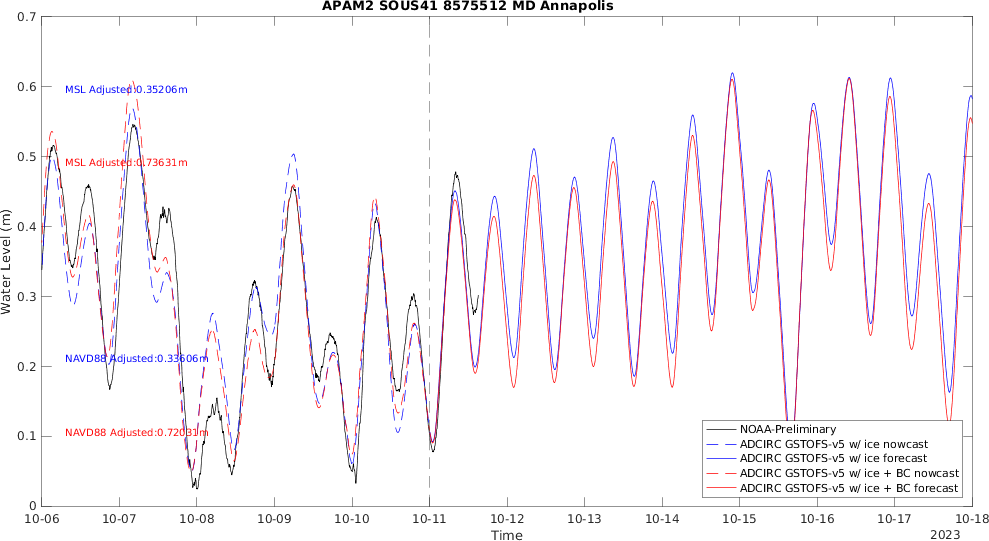 APAM2 SOUS41 8575512 MD Annapolis
0.7
0.6
0.5
0.4
0.3
0.2
0.1
0
Water Level (m)
MSL Adjusted:0.35206m
MSL Adjusted:0.73631m
NAVD88 Adjusted:0.33606m
NAVD88 Adjusted:0.72031m
NOAA-Preliminary
ADCIRC GSTOFS-v5 w/ ice nowcast
ADCIRC GSTOFS-v5 w/ ice forecast
ADCIRC GSTOFS-v5 w/ ice + BC nowcast
ADCIRC GSTOFS-v5 w/ ice + BC forecast
10-06 10-07 10-08 10-09 10-10 10-11 10-12 10-13 10-14 10-15 10-16 10-17 10-18
Time
2023